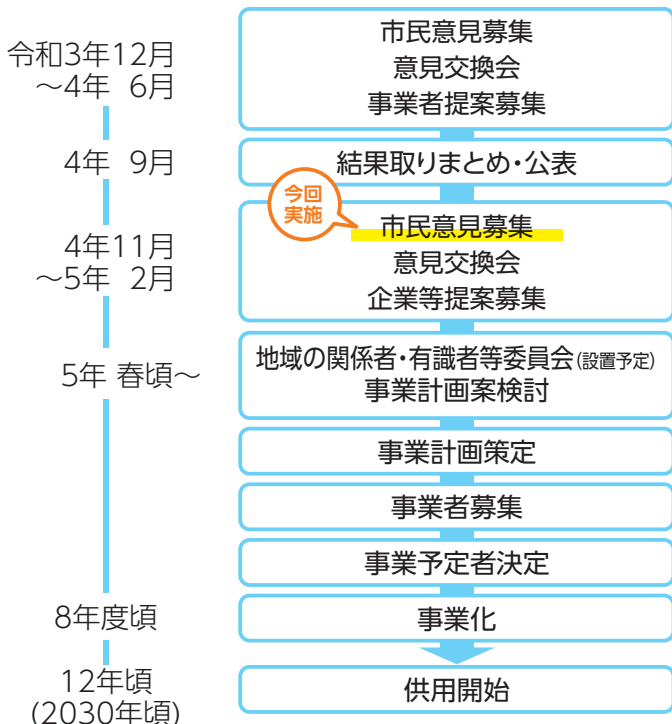 令和3年12月
～4年 6月
市民意見募集
意見交換会
事業者提案募集
4年 9月
結果取りまとめ・公表
今回
実施
4年11月
～5年 2月
市民意見募集
意見交換会
企業等提案募集
5年 春頃～
地域の関係者・有識者等委員会(設置予定)
事業計画案検討
事業計画策定
事業者募集
事業予定者決定
8年度頃
事業化
12年頃
(2030年頃)
供用開始